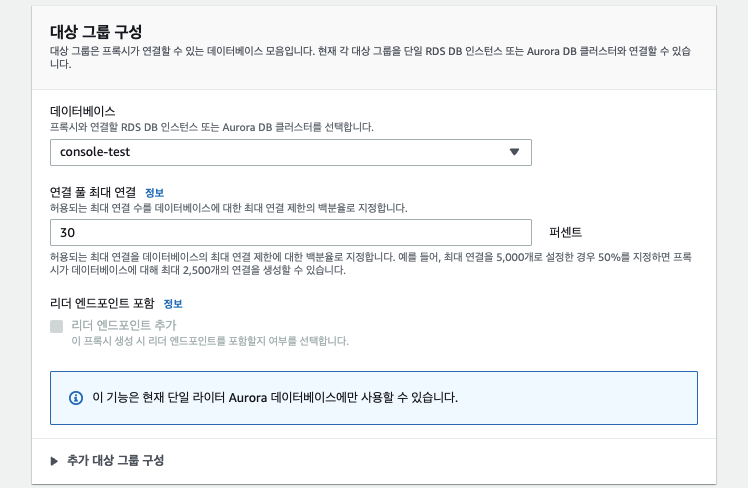 대상 그룹 구성
대상 그룹은 프록시가 연결할 수 있는 데이터베이스 모음입니다. 현재 각 대상 그룹을 단일 RDS DB 인스턴스 또는 Aurora DB 클러스터와 연결할 수 있습
니다.
데이터베이스
프록시와 연결할 RDS DB 인스턴스 또는 Aurora DB 클러스터를 선택합니다.
console-test
연결 풀 최대 연결 정보
허용되는 최대 연결 수를 데이터베이스에 대한 최대 연결 제한의 백분율로 지정합니다.
30 퍼센트
허용되는 최대 연결을 데이터베이스의 최대 연결 제한에 대한 백분율로 지정합니다. 예를 들어, 최대 연결을 5,000개로 설정한 경우 50%를 지정하면 프록
시가 데이터베이스에 대해 최대 2,500개의 연결을 생성할 수 있습니다.
리더 엔드포인트 포함 정보
리더 엔드포인트 추가
이 프록시 생성 시 리더 엔드포인트를 포함할지 여부를 선택합니다.
이 기능은 현재 단일 라이터 Aurora 데이터베이스에만 사용할 수 있습니다.
추가 대상 그룹 구성